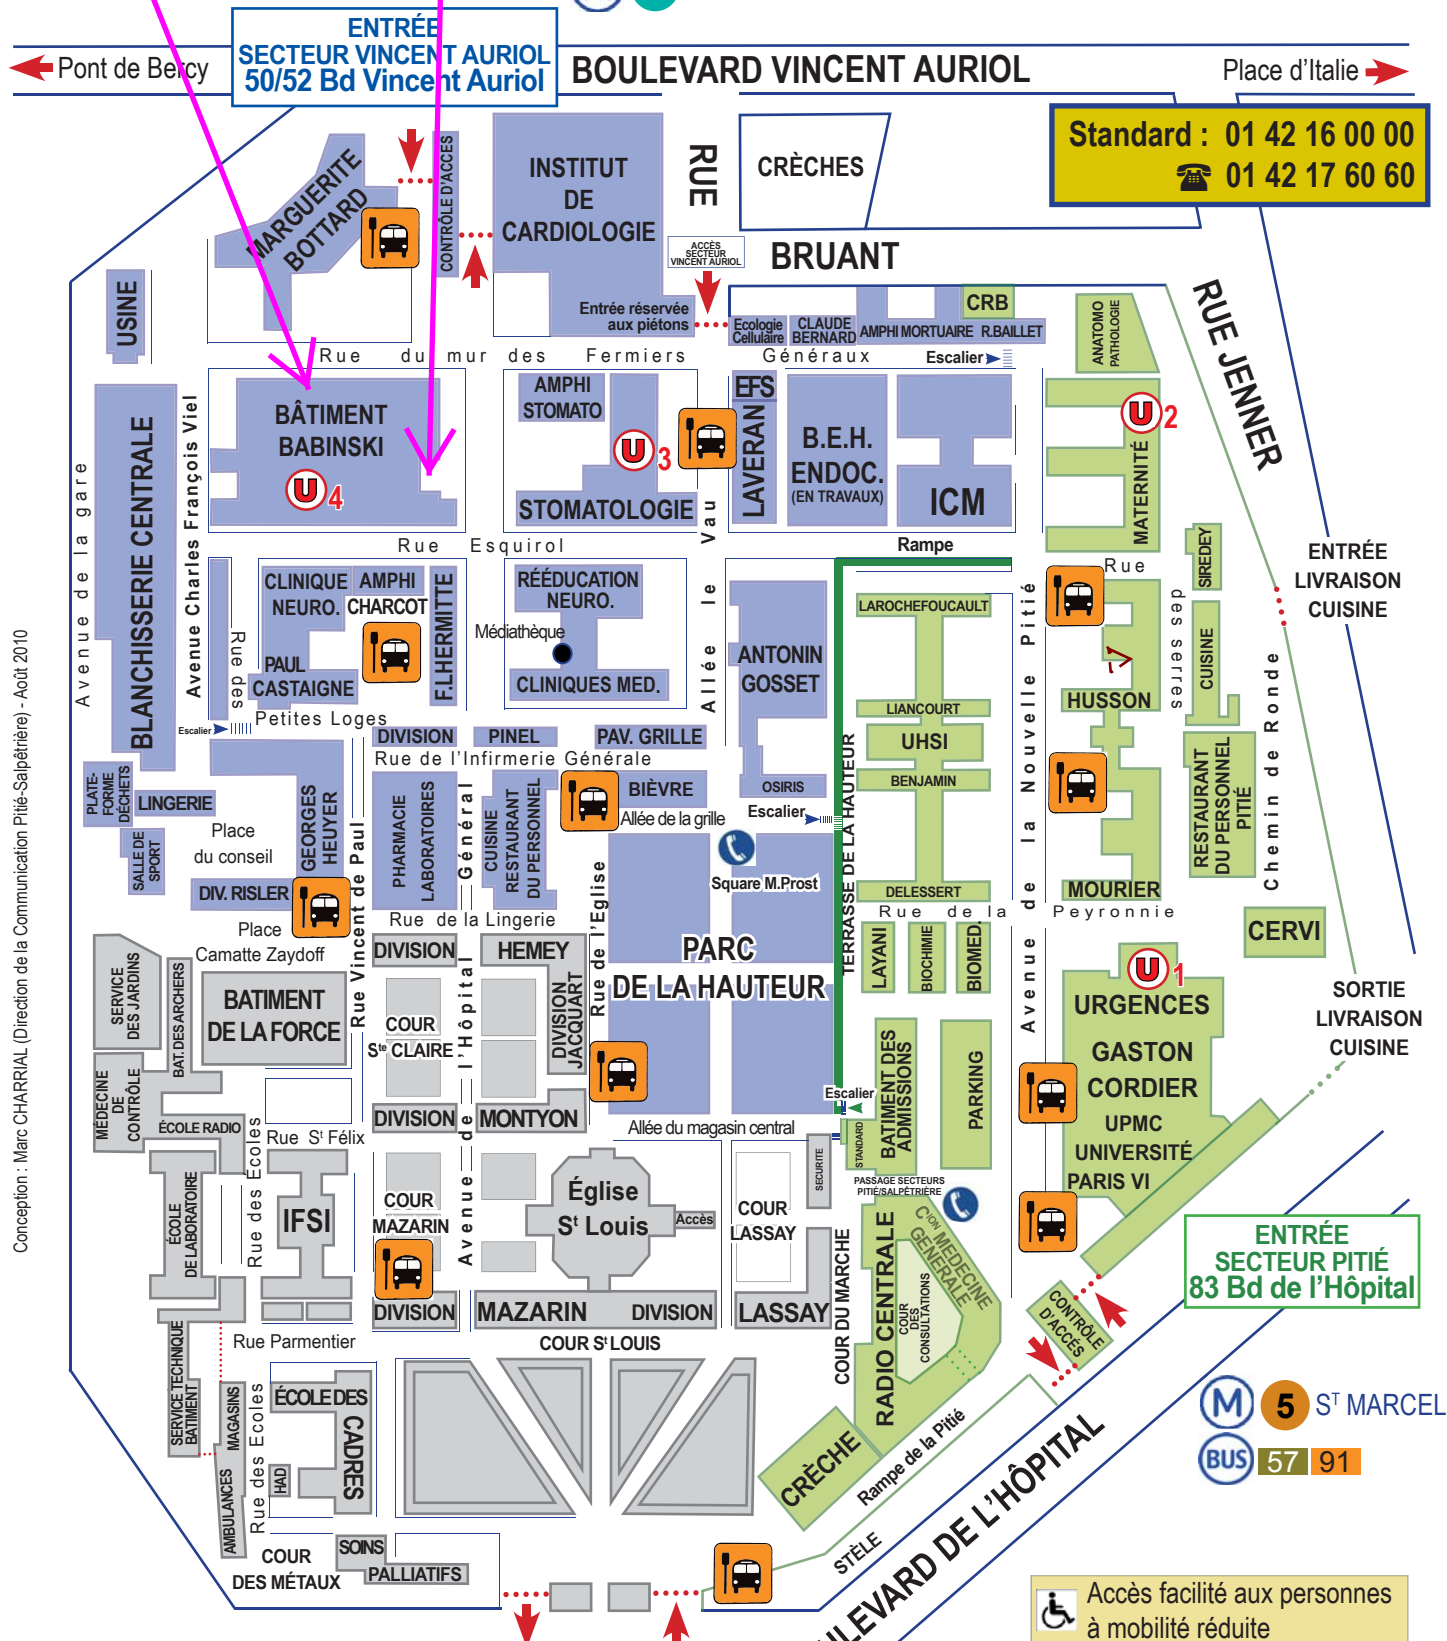 ENTRÉE
SECTEUR VINCENT AURIOL
50/52 Bd Vincent Auriol
Pont de Bercy
BOULEVARD VINCENT AURIOL
Place d'Italie
Standard : 01 42 16 00 00
01 42 17 60 60
MARGUERITE
BOTTARD
CONTRÔLE D'ACCES
INSTITUT
DE
CARDIOLOGIE
Entrée réservée
aux piétons
RUE
BRUANT
CRÈCHES
ACCÈS
SECTEUR
VINCENT AURIOL
Ecologie
Cellulaire
CLAUDE
BERNARD
AMPHI MORTUAIRE
R.BAILLET
CRB
ANATOMO
PATHOLOGIE
RUE JENNER
USINE
Rue du mur des Fermiers Généraux
Escalier
BLANCHISSERIE CENTRALE
Avenue de la gare
Avenue Charles François Viel
BÂTIMENT
BABINSKI
U 4
AMPHI
STOMATO
U 3
STOMATOLOGIE
EFS
LAVERAN
B.E.H.
ENDOC.
(EN TRAVAUX)
ICM
U 2
MATERNITÉ
Rue Esquirol
Allée le Vau
Rampe
Rue des serres
SIREDEY
ENTRÉE
LIVRAISON
CUISINE
CLINIQUE
NEURO.
AMPHI
CHARCOT
F.LHERMITTE
PAUL
CASTAIGNE
RÉÉDUCATION
NEURO.
Médiathèque
CLINIQUES MED.
ANTONIN
GOSSET
OSIRIS
LAROCHEFOUCAULT
LIANCOURT
UHSI
BENJAMIN
DELESSERT
HUSSON
CUISINE
MOURIER
RESTAURANT
DU PERSONNEL
PITIÉ
Chemin de Ronde
Avenue de la Nouvelle Pitié
TERRASSE DE LA HAUTEUR
Rue des
Petites Loges
Escalier
DIVISION
PINEL
PAV. GRILLE
Rue de l'Infirmerie Générale
PLATE-
FORME
DÉCHETS
LINGERIE
SALLE DE
SPORT
Place
du conseil
GEORGES
HEUYER
DIV. RISLER
Rue Vincent de Paul
PHARMACIE
LABORATOIRES
CUISINE
RESTAURANT
DU PERSONNEL
BIÈVRE
Allée de la grille
Escalier
Square M.Prost
PARC
DE LA HAUTEUR
Rue de l'Eglise
Rue de la Lingerie
Avenue de l'Hôpital Général
Rue de la Peyronnie
CERVI
Place
Camatte Zaydoff
SERVICE
DES JARDINS
BAT. DES ARCHERS
BATIMENT
DE LA FORCE
DIVISION
HEMEY
COUR
Ste CLAIRE
DIVISION
JACQUART
DIVISION
MONTYON
LAYANI
BIOCHIMIE
BIOMED.
U 1
URGENCES
GASTON
CORDIER
UPMC
UNIVERSITÉ
PARIS VI
SORTIE
LIVRAISON
CUISINE
MÉDECINE
DE
CONTRÔLE
ÉCOLE RADIO
Rue St Félix
Rue des Ecoles
ÉCOLE
DE LABORATOIRE
IFSI
Allée du magasin central
Escalier
STANDARD
BATIMENT DES
ADMISSIONS
PARKING
SECURITE
PASSAGE SECTEURS
PITIÉ/SALPÉTRIÈRE
COUR
MAZARIN
Église
St Louis
Accès
COUR
LASSAY
DIVISION
MAZARIN
DIVISION
LASSAY
COUR DU MARCHE
RADIO CENTRALE
Cion MEDECINE
GENERALE
COUR
DES
CONSULTATIONS
ENTRÉE
SECTEUR PITIÉ
83 Bd de l'Hôpital
CONTRÔLE
D'ACCÈS
Rue Parmentier
COUR St LOUIS
SERVICE TECHNIQUE
BATIMENT
MAGASINS
AMBULANCES
Rue des Ecoles
ÉCOLE DES
CADRES
HAD
CRÈCHE
Rampe de la Pitié
STÈLE
BOULEVARD DE L'HÔPITAL
M 5 ST MARCEL
BUS 57 91
COUR
DES MÉTAUX
SOINS
PALLIATIFS
Accès facilité aux personnes
à mobilité réduite
Conception : Marc CHARRIAL (Direction de la Communication Pitié-Salpêtrière) - Août 2010